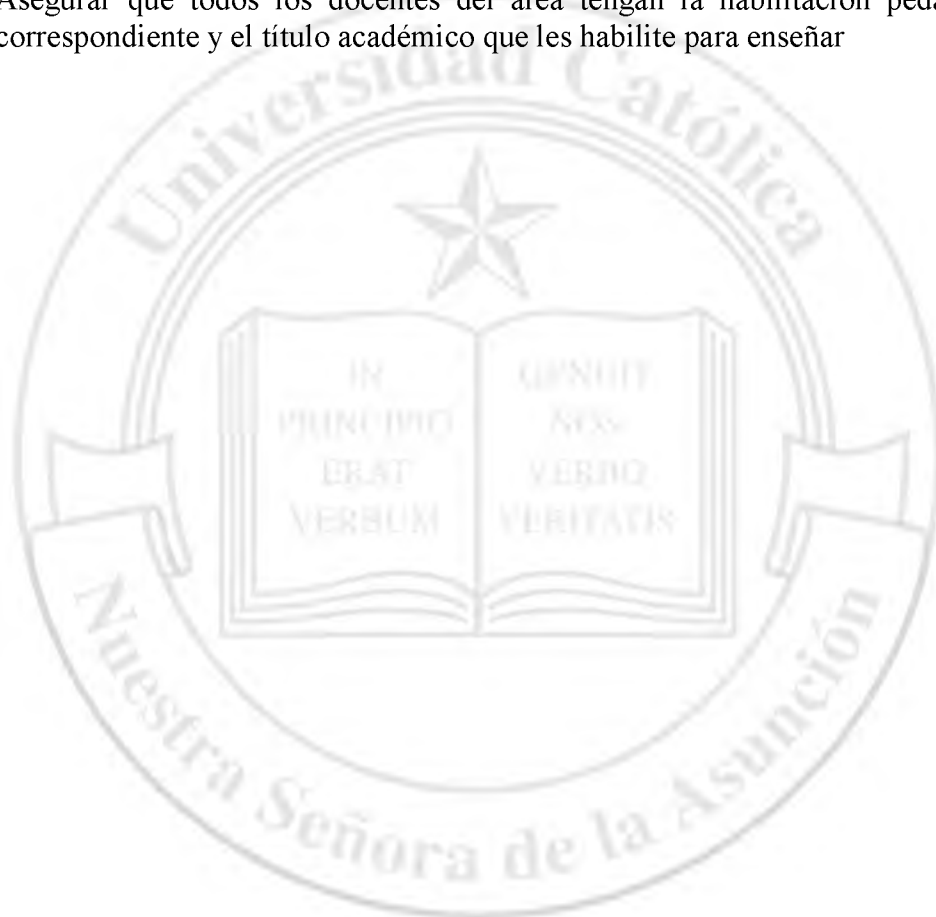 Asegurar que todos los docentes del área tengan la habilitación
correspondiente y el título académico que les habilite para enseñar
Universidad Católica
IN
PRINCIPIO
ERAT
VERBUM
GENUIT
NOS
VERBO
VERITATIS
Nuestra Señora de la Asunción